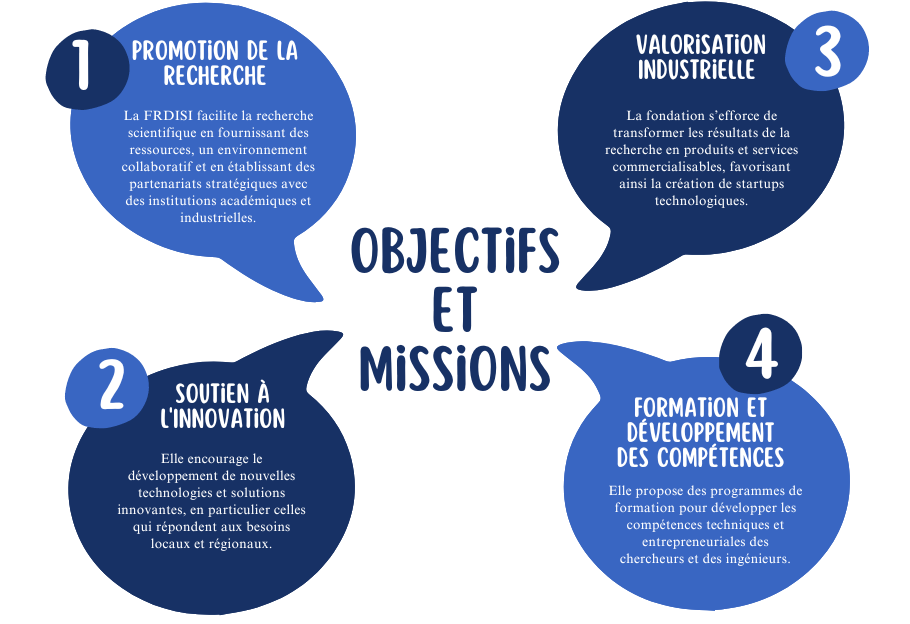 1
PROMOTION DE LA
RECHERCHE
La FRDISI facilite la recherche
scientifique en fournissant des
ressources, un environnement
collaboratif et en établissant des
partenariats stratégiques avec
des institutions académiques et
industrielles.
2
SOUTIEN À
L'INNOVATION
Elle encourage le
développement de nouvelles
technologies et solutions
innovantes, en particulier celles
qui répondent aux besoins
locaux et régionaux.
OBJECTIFS
ET
MISSIONS
3
VALORISATION
INDUSTRIELLE
La fondation s’efforce de
transformer les résultats de la
recherche en produits et services
commercialisables, favorisant
ainsi la création de startups
technologiques.
4
FORMATION ET
DÉVELOPPEMENT
DES COMPÉTENCES
Elle propose des programmes de
formation pour développer les
compétences techniques et
entrepreneuriales des
chercheurs et des ingénieurs.